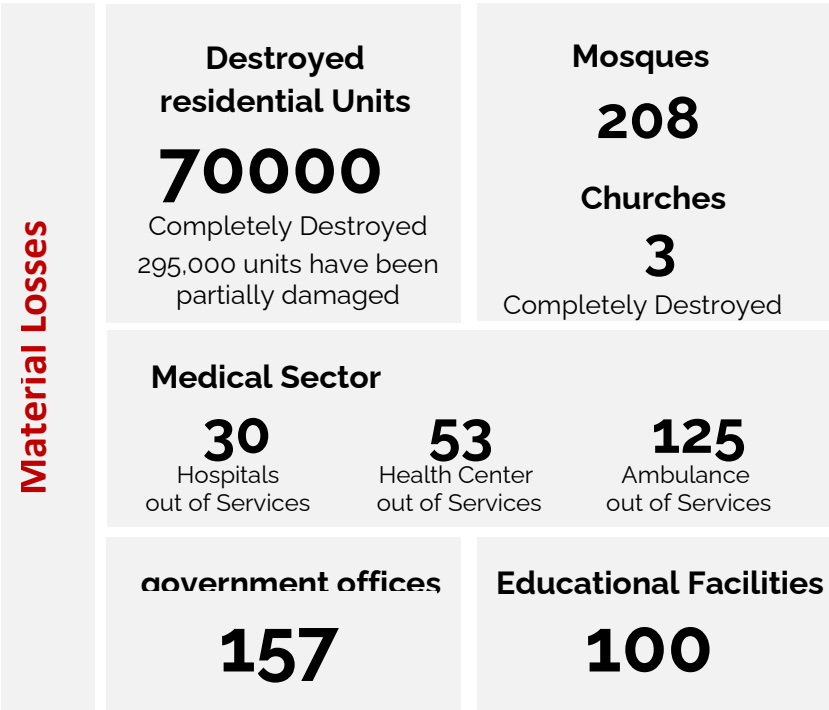 Material Losses
Destroyed
residential Units
70000
Completely Destroyed
295,000 units have been
partially damaged
Mosques
208
Churches
3
Completely Destroyed
Medical Sector
30
Hospitals
out of Services
53
Health Center
out of Services
125
Ambulance
out of Services
government offices
157
Educational Facilities
100